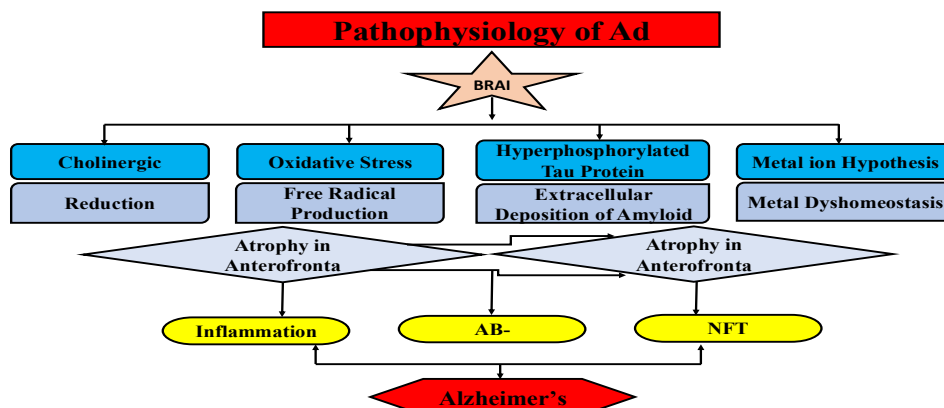 Pathophysiology of Ad
BRAI
Cholinergic
Oxidative Stress
Hyperphosphorylated
Tau Protein
Metal ion Hypothesis
Reduction
Free Radical
Production
Extracellular
Deposition of Amyloid
Metal Dyshomeostasis
Atrophy in
Anterofronta
Atrophy in
Anterofronta
Inflammation
AB-
NFT
Alzheimer's